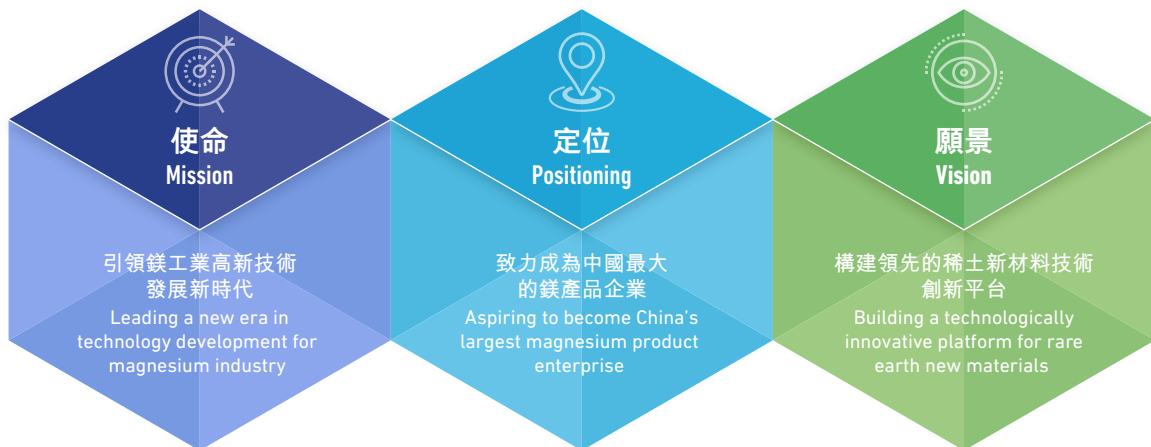 使命
Mission
引領鎂工業高新技術
發展新時代
Leading a new era in
technology development for
magnesium industry
定位
Positioning
致力成為中國最大
的鎂產品企業
Aspiring to become China's
largest magnesium product
enterprise
願景
Vision
構建領先的稀土新材料技術
創新平台
Building a technologically
innovative platform for rare
earth new materials